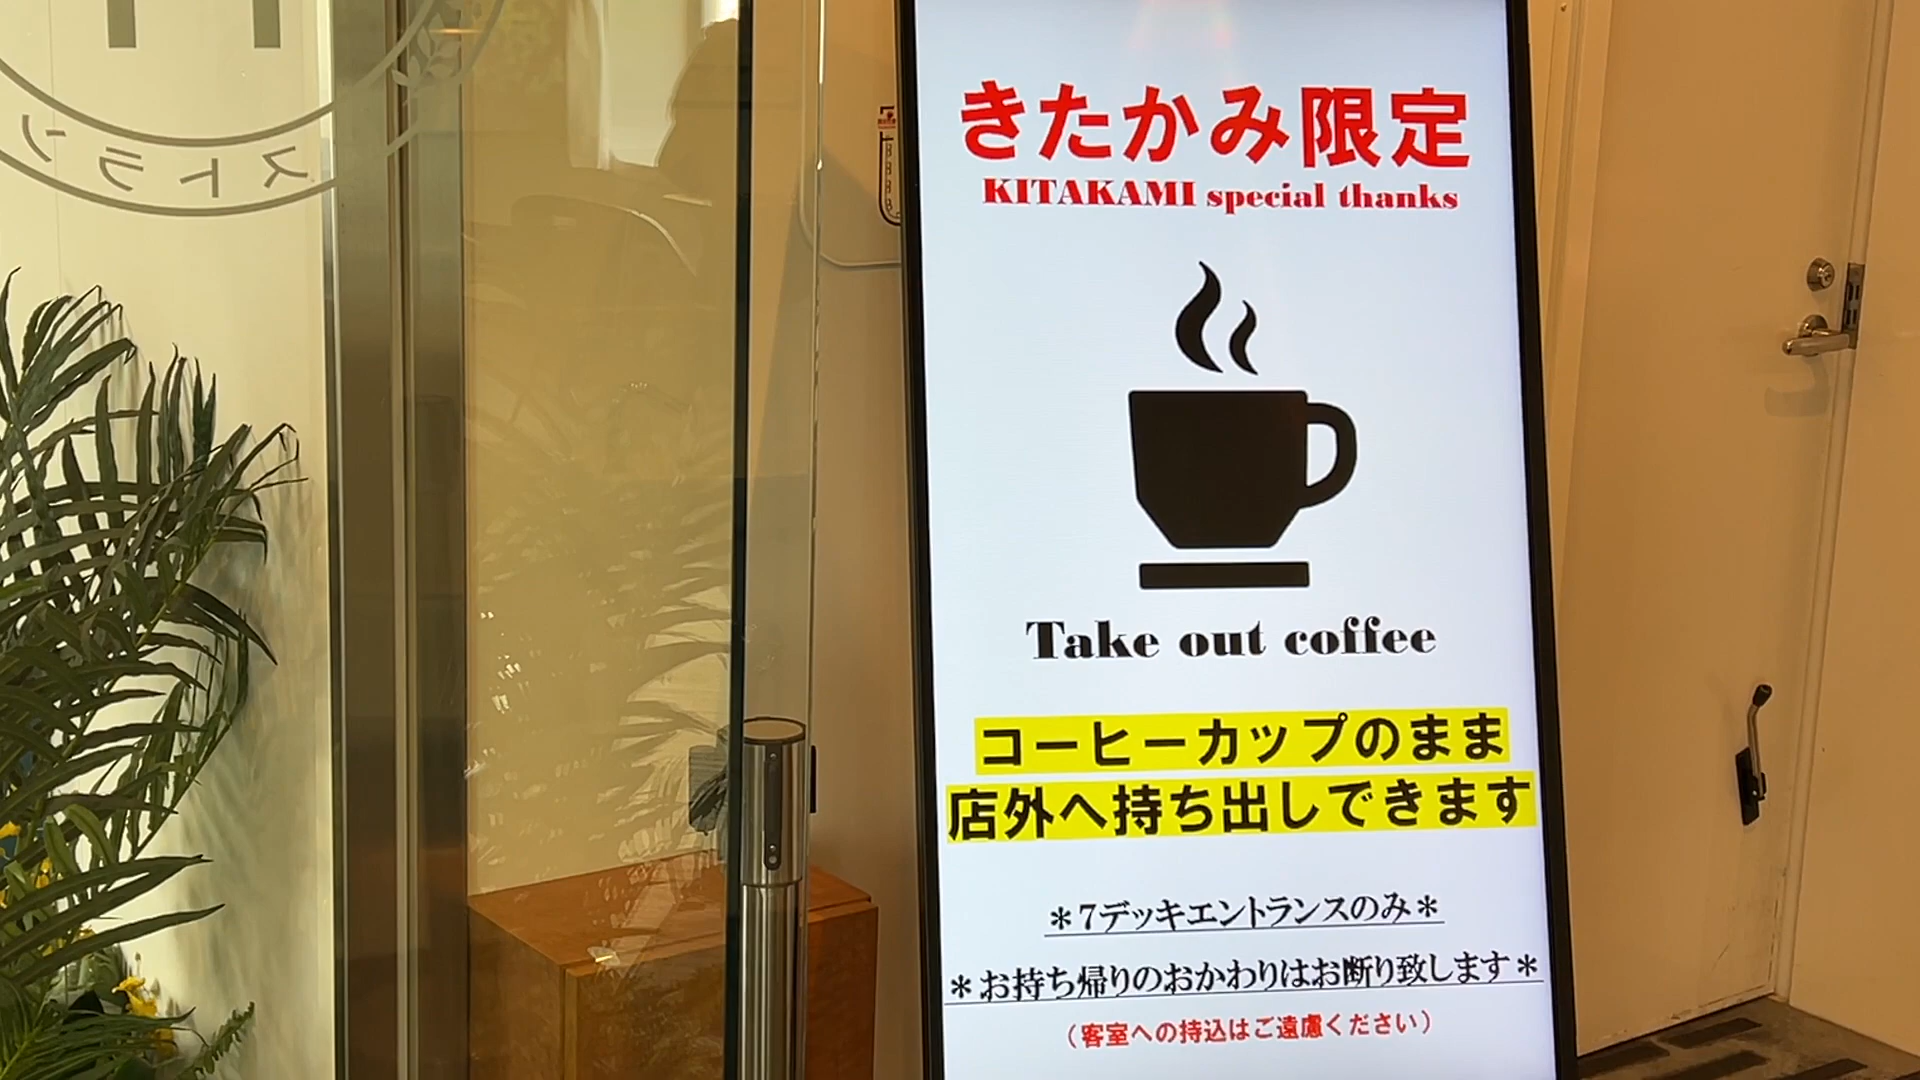 ストラン
きたかみ限定
KITAKAMI special thanks
Take out coffee
コーヒーカップのまま
店外へ持ち出しできます
＊7デッキエントランスのみ＊
＊お持ち帰りのおかわりはお断り致します＊
（客室への持込はご遠慮ください）